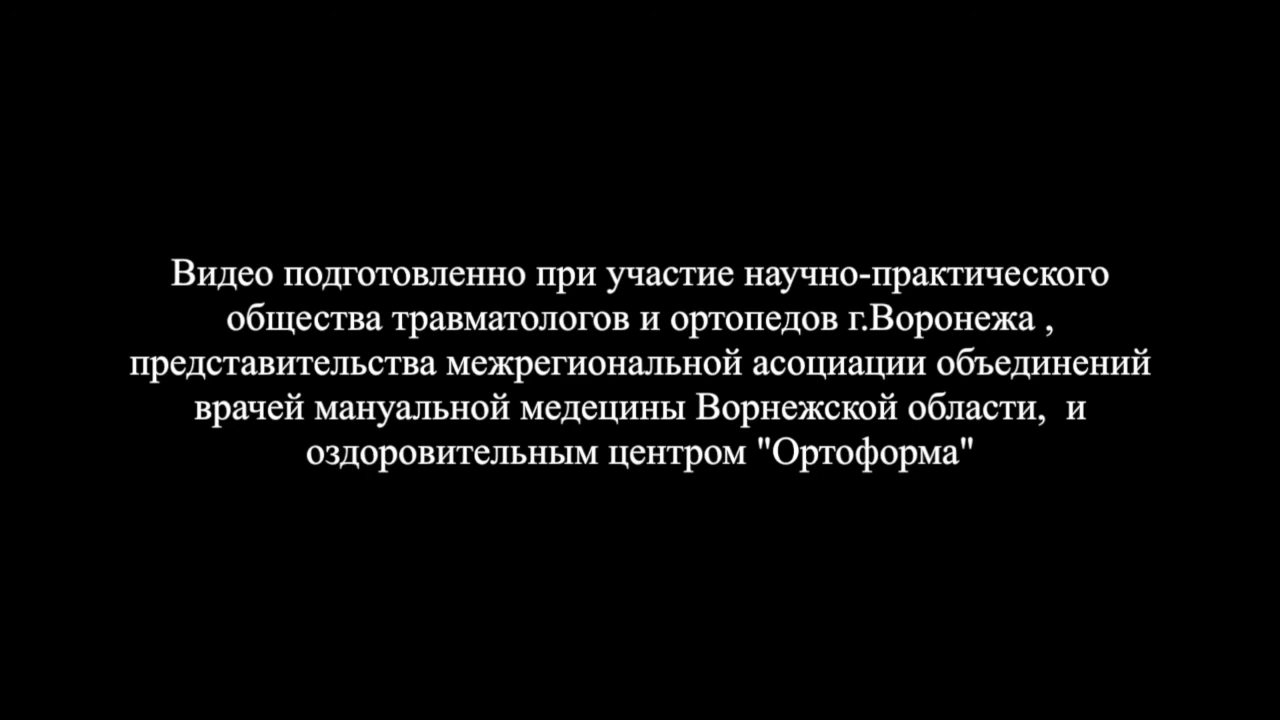 Видео подготовленно при участие научно-практического
общества травматологов и ортопедов г.Воронежа ,
представительства межрегиональной асоциации объединений
врачей мануальной медецины Ворнежской области,  и
оздоровительным центром "Ортоформа"